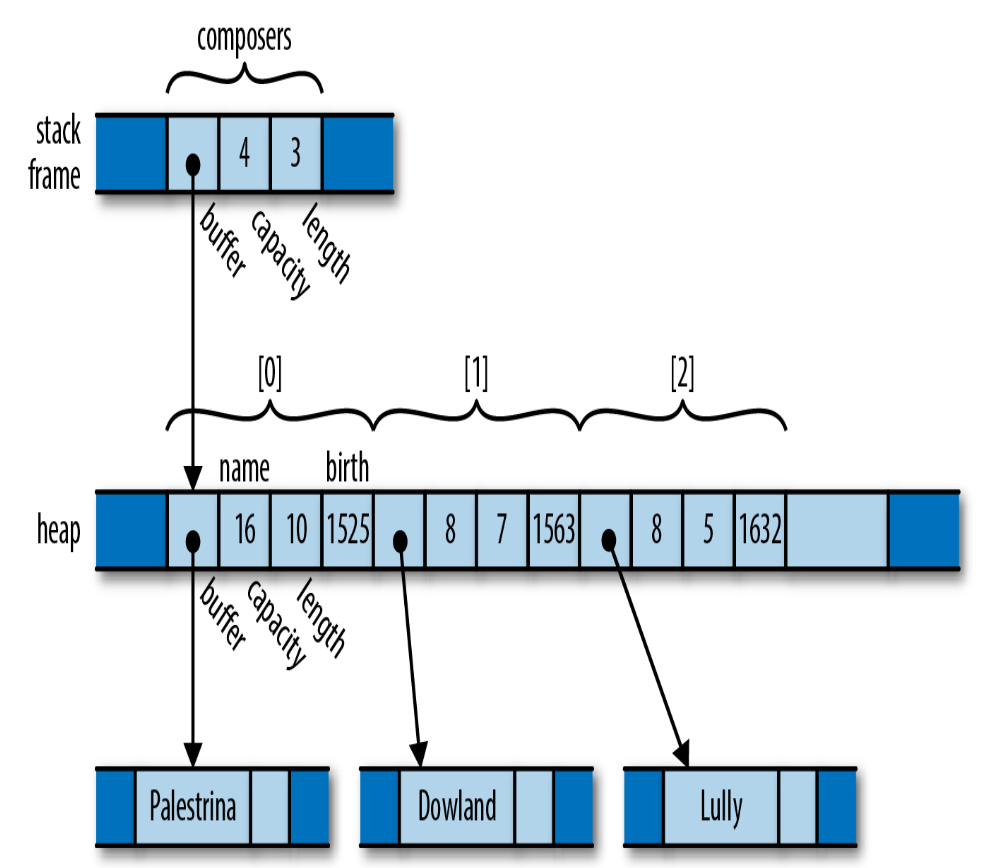 composers
stack
frame
4 3
buffer capacity length
[0] [1] [2]
name birth
heap
16 10 1525 8 7 1563 8 5 1632
buffer capacity length
Palestrina Dowland Lully